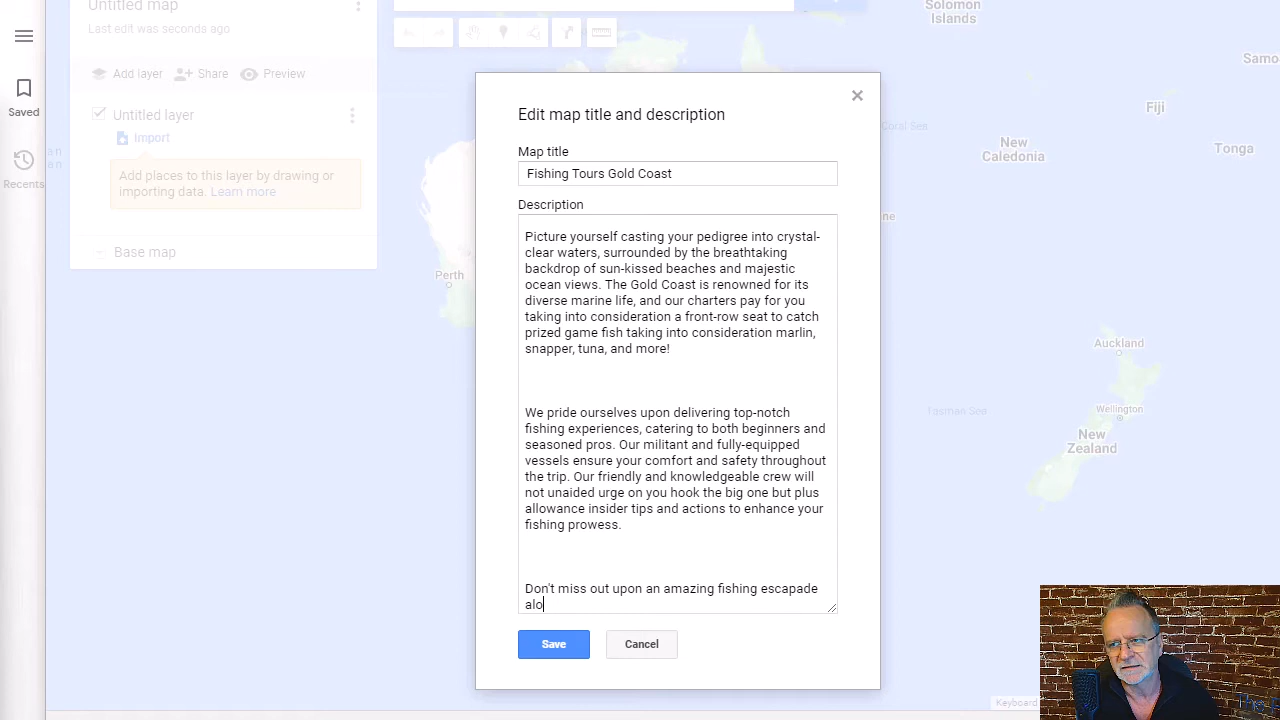 Untitled map
Last edit was seconds ago
Solomon
Islands
Add layer
Share
Preview
Saved
Untitled layer
Import
Add places to this layer by drawing or
importing data. Learn more
Base map
Recents
Perth
Edit map title and description
Map title
Fishing Tours Gold Coast
Description
Picture yourself casting your pedigree into crystal-
clear waters, surrounded by the breathtaking
backdrop of sun-kissed beaches and majestic
ocean views. The Gold Coast is renowned for its
diverse marine life, and our charters pay for you
taking into consideration a front-row seat to catch
prized game fish taking into consideration marlin,
snapper, tuna, and more!
We pride ourselves upon delivering top-notch
fishing experiences, catering to both beginners and
seasoned pros. Our militant and fully-equipped
vessels ensure your comfort and safety throughout
the trip. Our friendly and knowledgeable crew will
not unaided urge on you hook the big one but plus
allowance insider tips and actions to enhance your
fishing prowess.
Don't miss out upon an amazing fishing escapade
alo
Save
Cancel
Samoa
Fiji
Coral Sea
New
Caledonia
Tonga
ne
Auckland
Tasman Sea
Wellington
New
Zealand
Keyboard